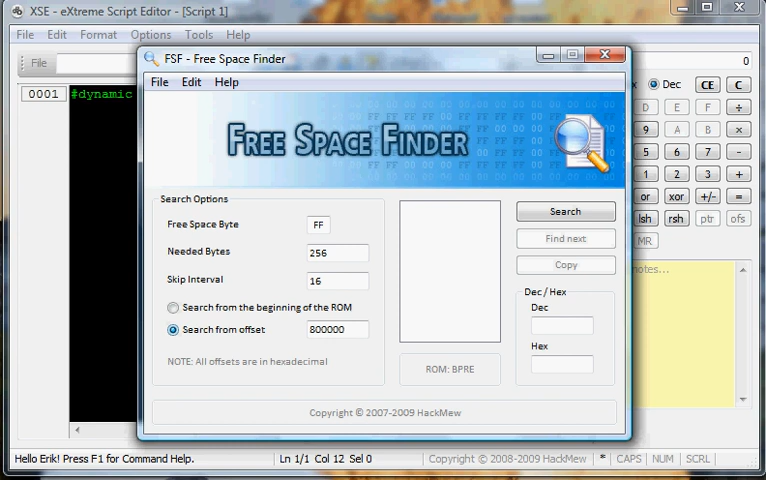 XSE - eXtreme Script Editor - [Script 1]
File Edit Format Options Tools Help
File
0
x Dec CE C
D E F ÷
9 A B ×
5 6 7 -
1 2 3 +
or xor +/- =
lsh rsh ptr ofs
MR
notes...
0001 #dynamic
FSF - Free Space Finder
File Edit Help
FREE SPACE FINDER
Search Options
Free Space Byte FF
Needed Bytes 256
Skip Interval 16
Search from the beginning of the ROM
Search from offset 800000
NOTE: All offsets are in hexadecimal
ROM: BPRE
Search
Find next
Copy
Dec / Hex
Dec
Hex
Copyright © 2007-2009 HackMew
Hello Erik! Press F1 for Command Help. Ln 1/1 Col 12 Sel 0 Copyright © 2008-2009 HackMew * CAPS NUM SCRL